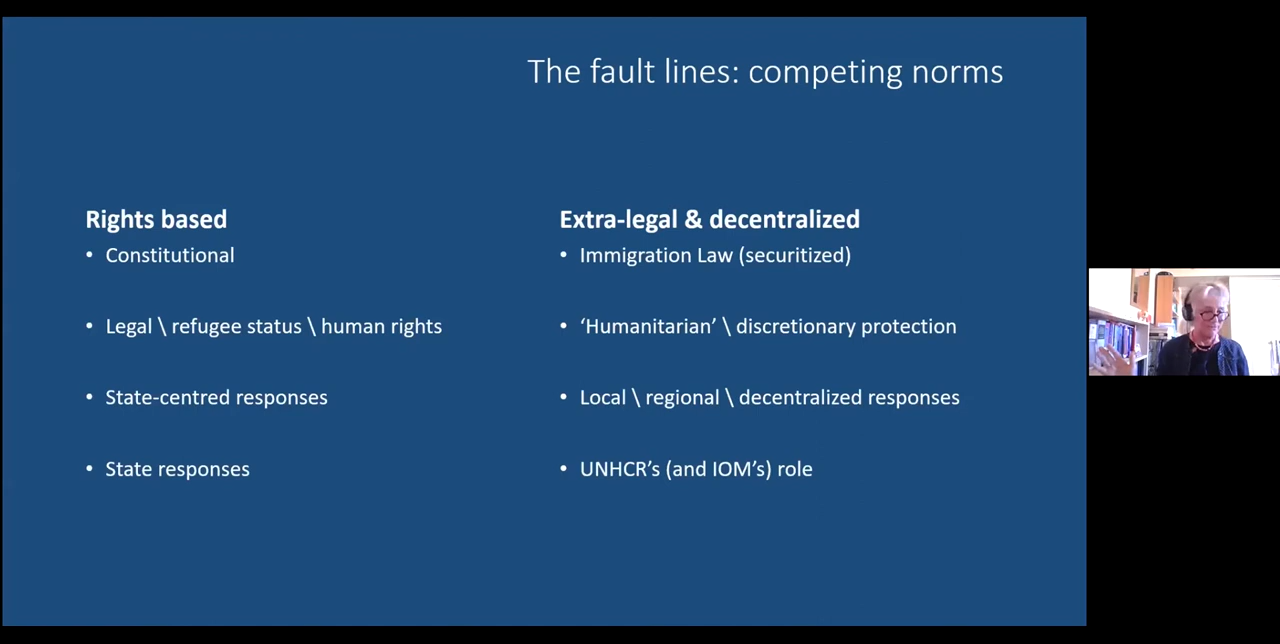 The fault lines: competing norms
Rights based
• Constitutional
• Legal \ refugee status \ human rights
• State-centred responses
• State responses
Extra-legal & decentralized
• Immigration Law (securitized)
• ‘Humanitarian’ \ discretionary protection
• Local \ regional \ decentralized responses
• UNHCR’s (and IOM’s) role